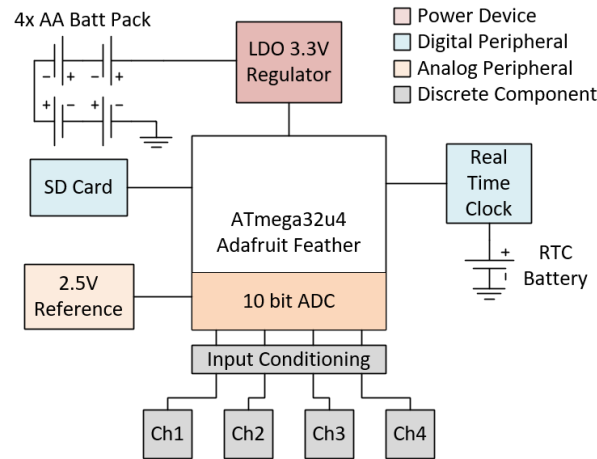 4x AA Batt Pack
LDO 3.3V
Regulator
Power Device
Digital Peripheral
Analog Peripheral
Discrete Component
- + - +
+ - + -
SD Card
ATmega32u4
Adafruit Feather
Real
Time
Clock
+
-
RTC
Battery
2.5V
Reference
10 bit ADC
Input Conditioning
Ch1
Ch2
Ch3
Ch4